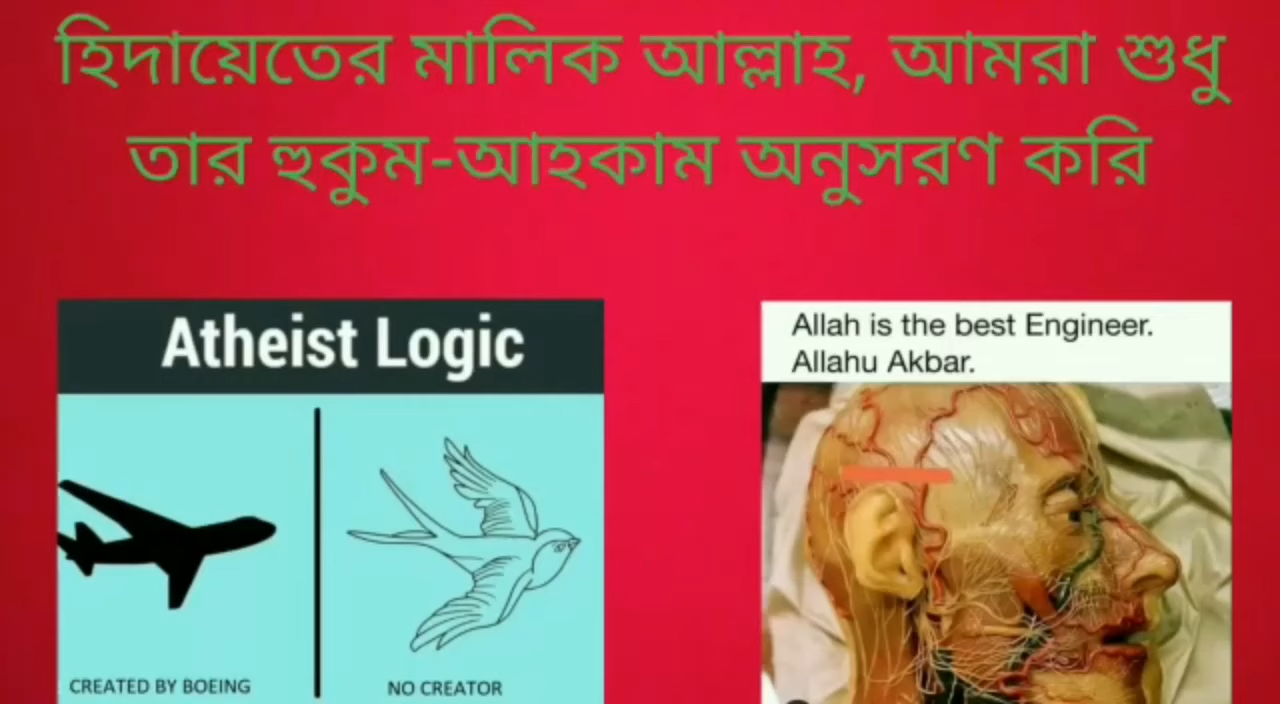 হিদায়েতের মালিক আল্লাহ, আমরা শুধু
তার হুকুম-আহকাম অনুসরণ করি
Atheist Logic
CREATED BY BOEING
NO CREATOR
Allah is the best Engineer.
Allahu Akbar.